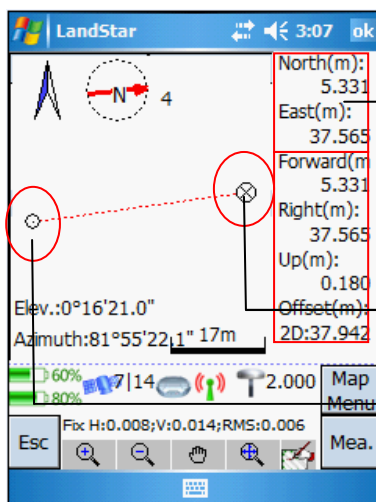 LandStar 3:07 ok
North(m):
5.331
East(m):
37.565
Forward(m
5.331
Right(m):
37.565
Up(m):
0.180
Offset(m):
2D:37.942
N 4
Elev.:0°16'21.0"
Azimuth:81°55'22.1" 17m
60% 7|14 2.000 Map
80% Menu
Esc Fix H:0.008;V:0.014;RMS:0.006 Mea.